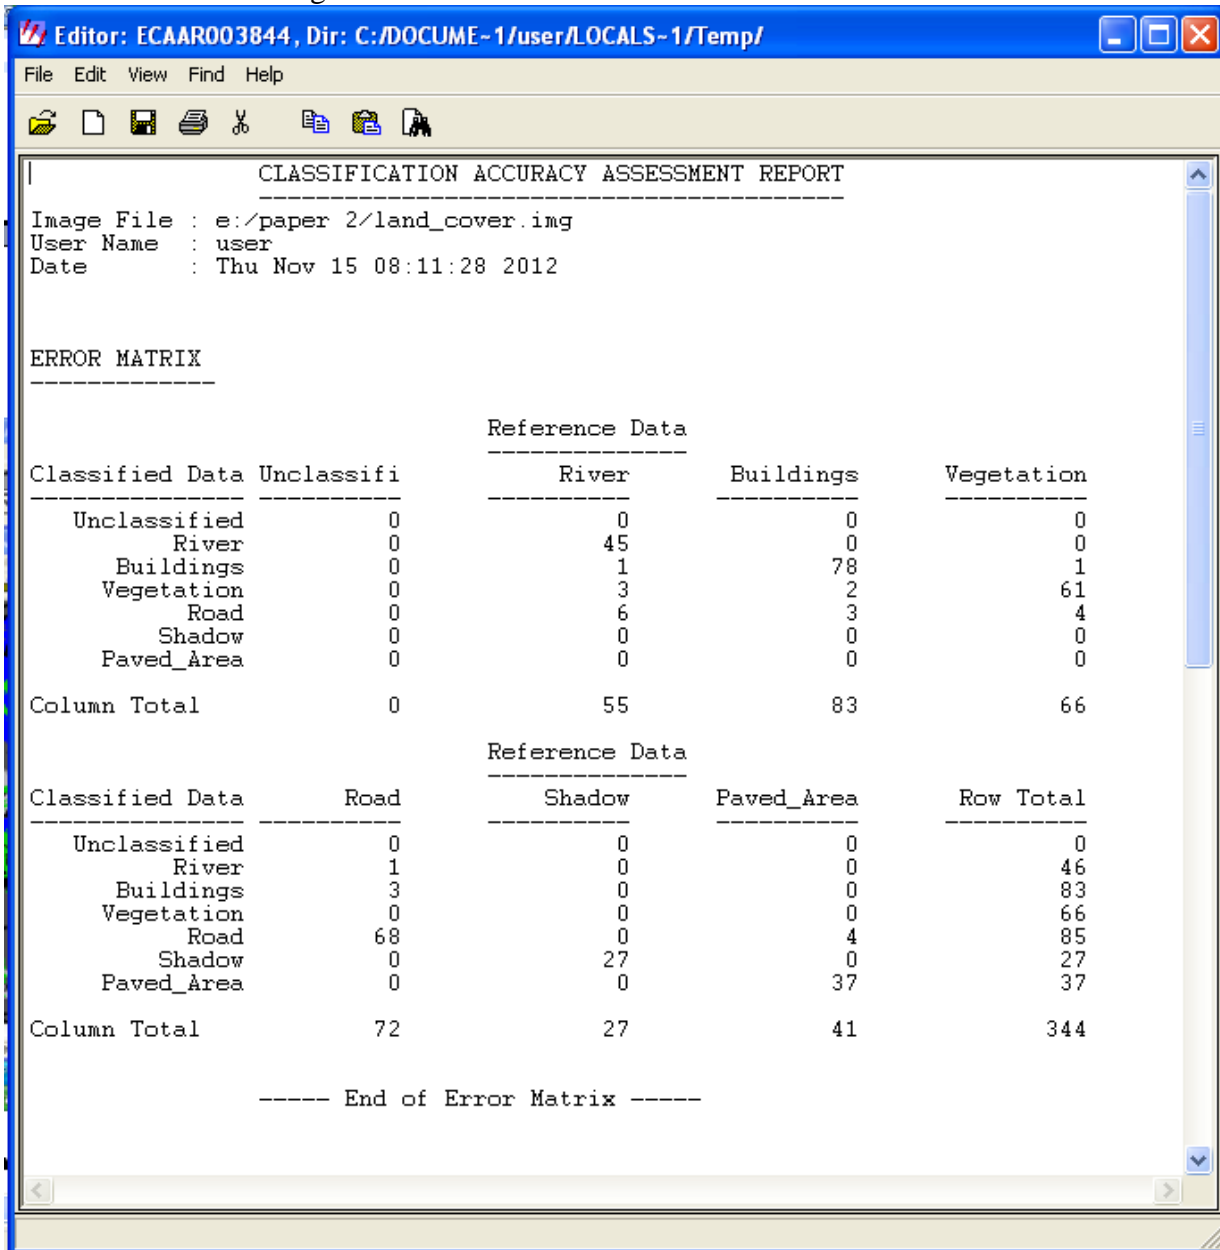 Editor: ECAAR003844, Dir: C:/DOCUME~1/user/LOCALS~1/Temp/
File Edit View Find Help
CLASSIFICATION ACCURACY ASSESSMENT REPORT
----------------------------------------
Image File : e:/paper 2/land_cover.img
User Name : user
Date : Thu Nov 15 08:11:28 2012
ERROR MATRIX
-------------
Reference Data
--------------
Classified Data Unclassifi River Buildings Vegetation
--------------- ---------- ---------- ---------- ----------
Unclassified 0 0 0 0
River 0 45 0 0
Buildings 0 1 78 1
Vegetation 0 3 2 61
Road 0 6 3 4
Shadow 0 0 0 0
Paved_Area 0 0 0 0
Column Total 0 55 83 66
Reference Data
--------------
Classified Data Road Shadow Paved_Area Row Total
--------------- ---------- ---------- ---------- ----------
Unclassified 0 0 0 0
River 1 0 0 46
Buildings 3 0 0 83
Vegetation 0 0 0 66
Road 68 0 4 85
Shadow 0 27 0 27
Paved_Area 0 0 37 37
Column Total 72 27 41 344
----- End of Error Matrix -----